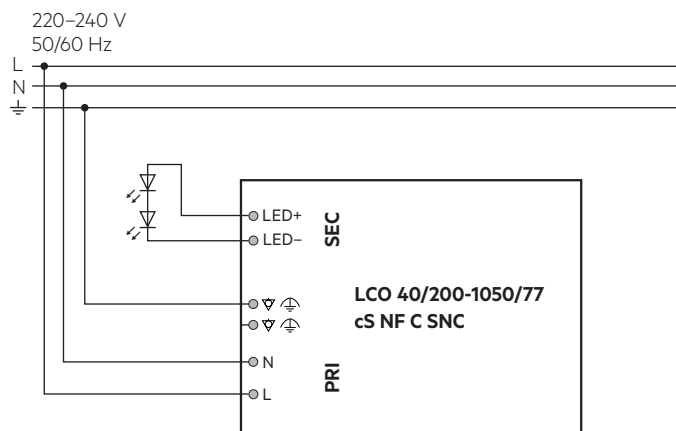 220–240 V
50/60 Hz
L
N
LED+
LED–
SEC
LCO 40/200-1050/77
cS NF C SNC
N
PRI
L